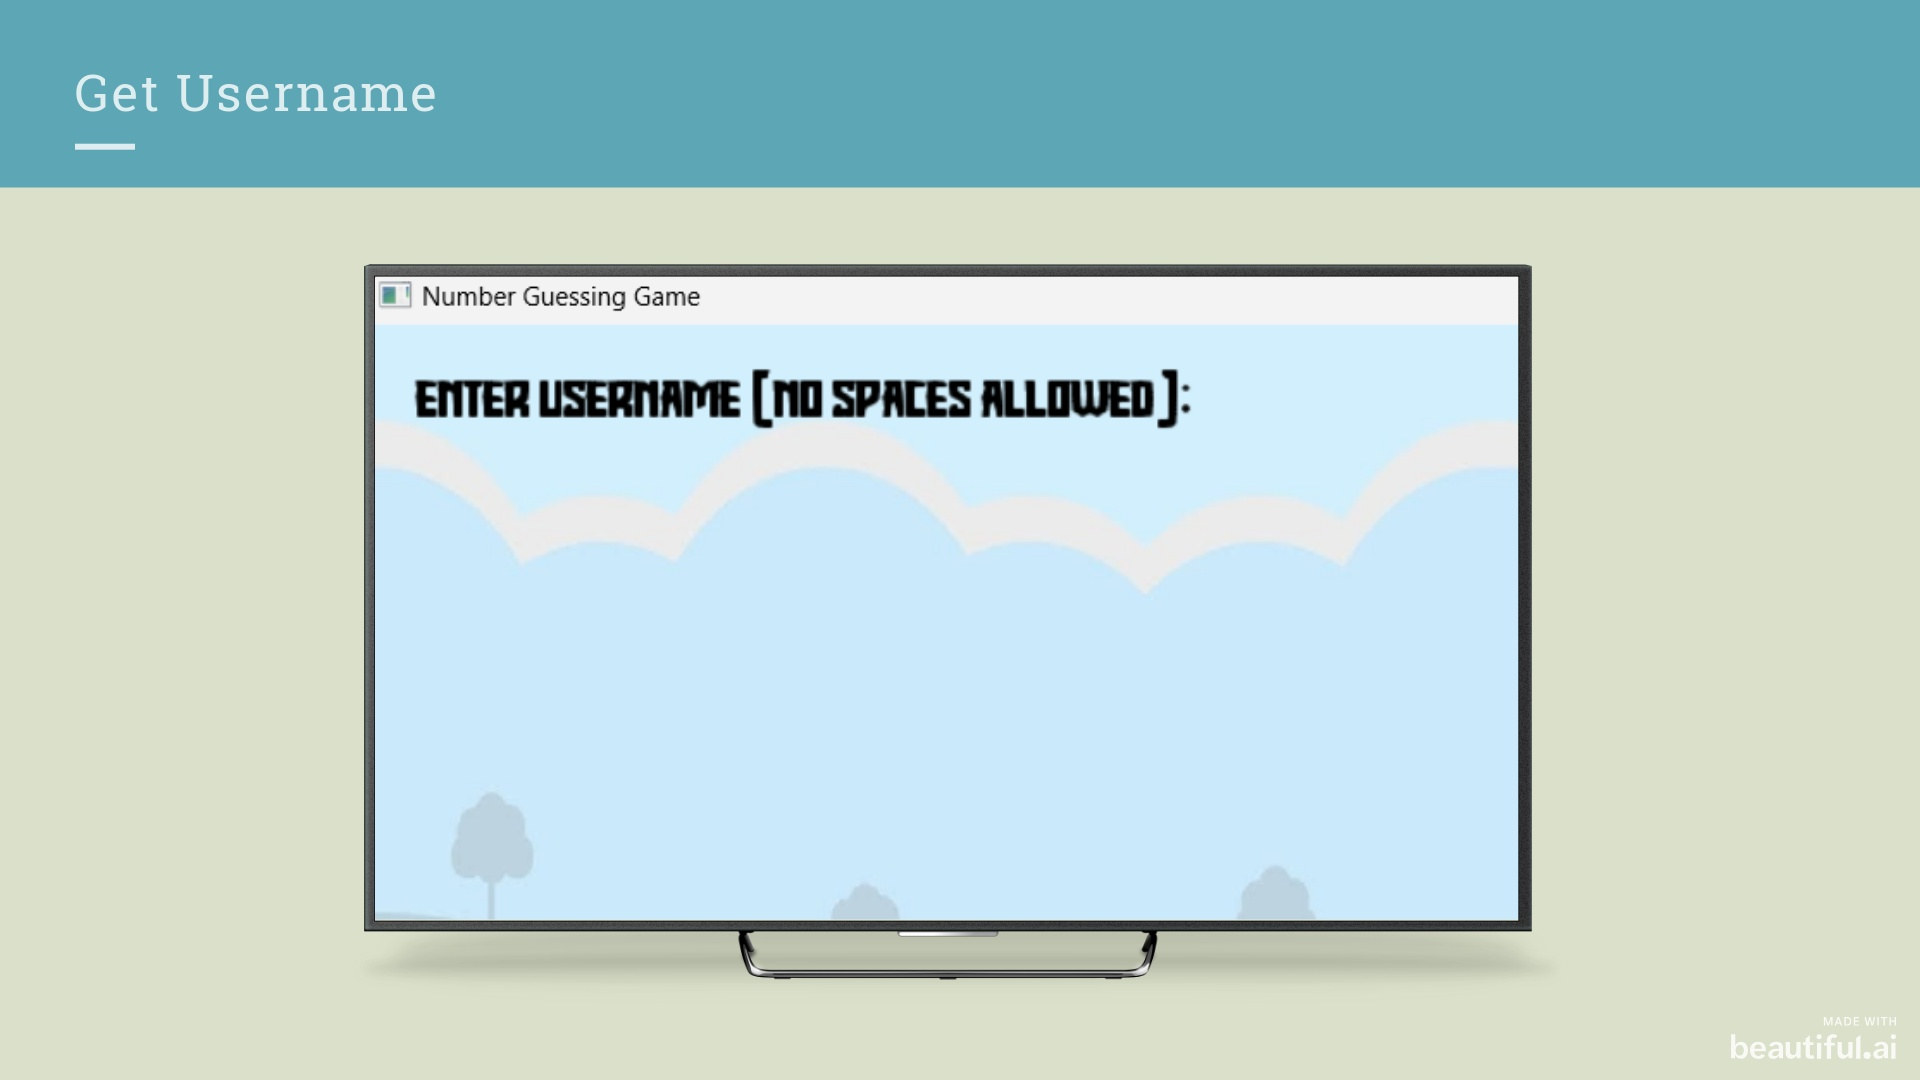 Get Username
Number Guessing Game
ENTER USERNAME [NO SPACES ALLOWED]:
MADE WITH
beautiful.ai